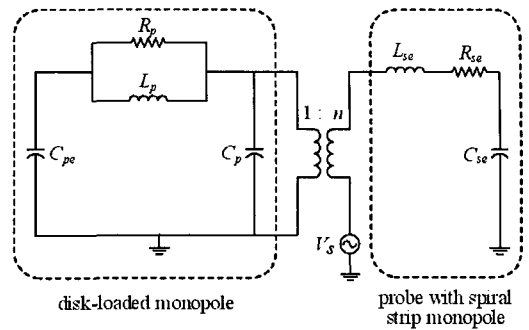 R_p
L_p
C_pe
C_p
1 : n
V_s
L_se
R_se
C_se
disk-loaded monopole
probe with spiral
strip monopole